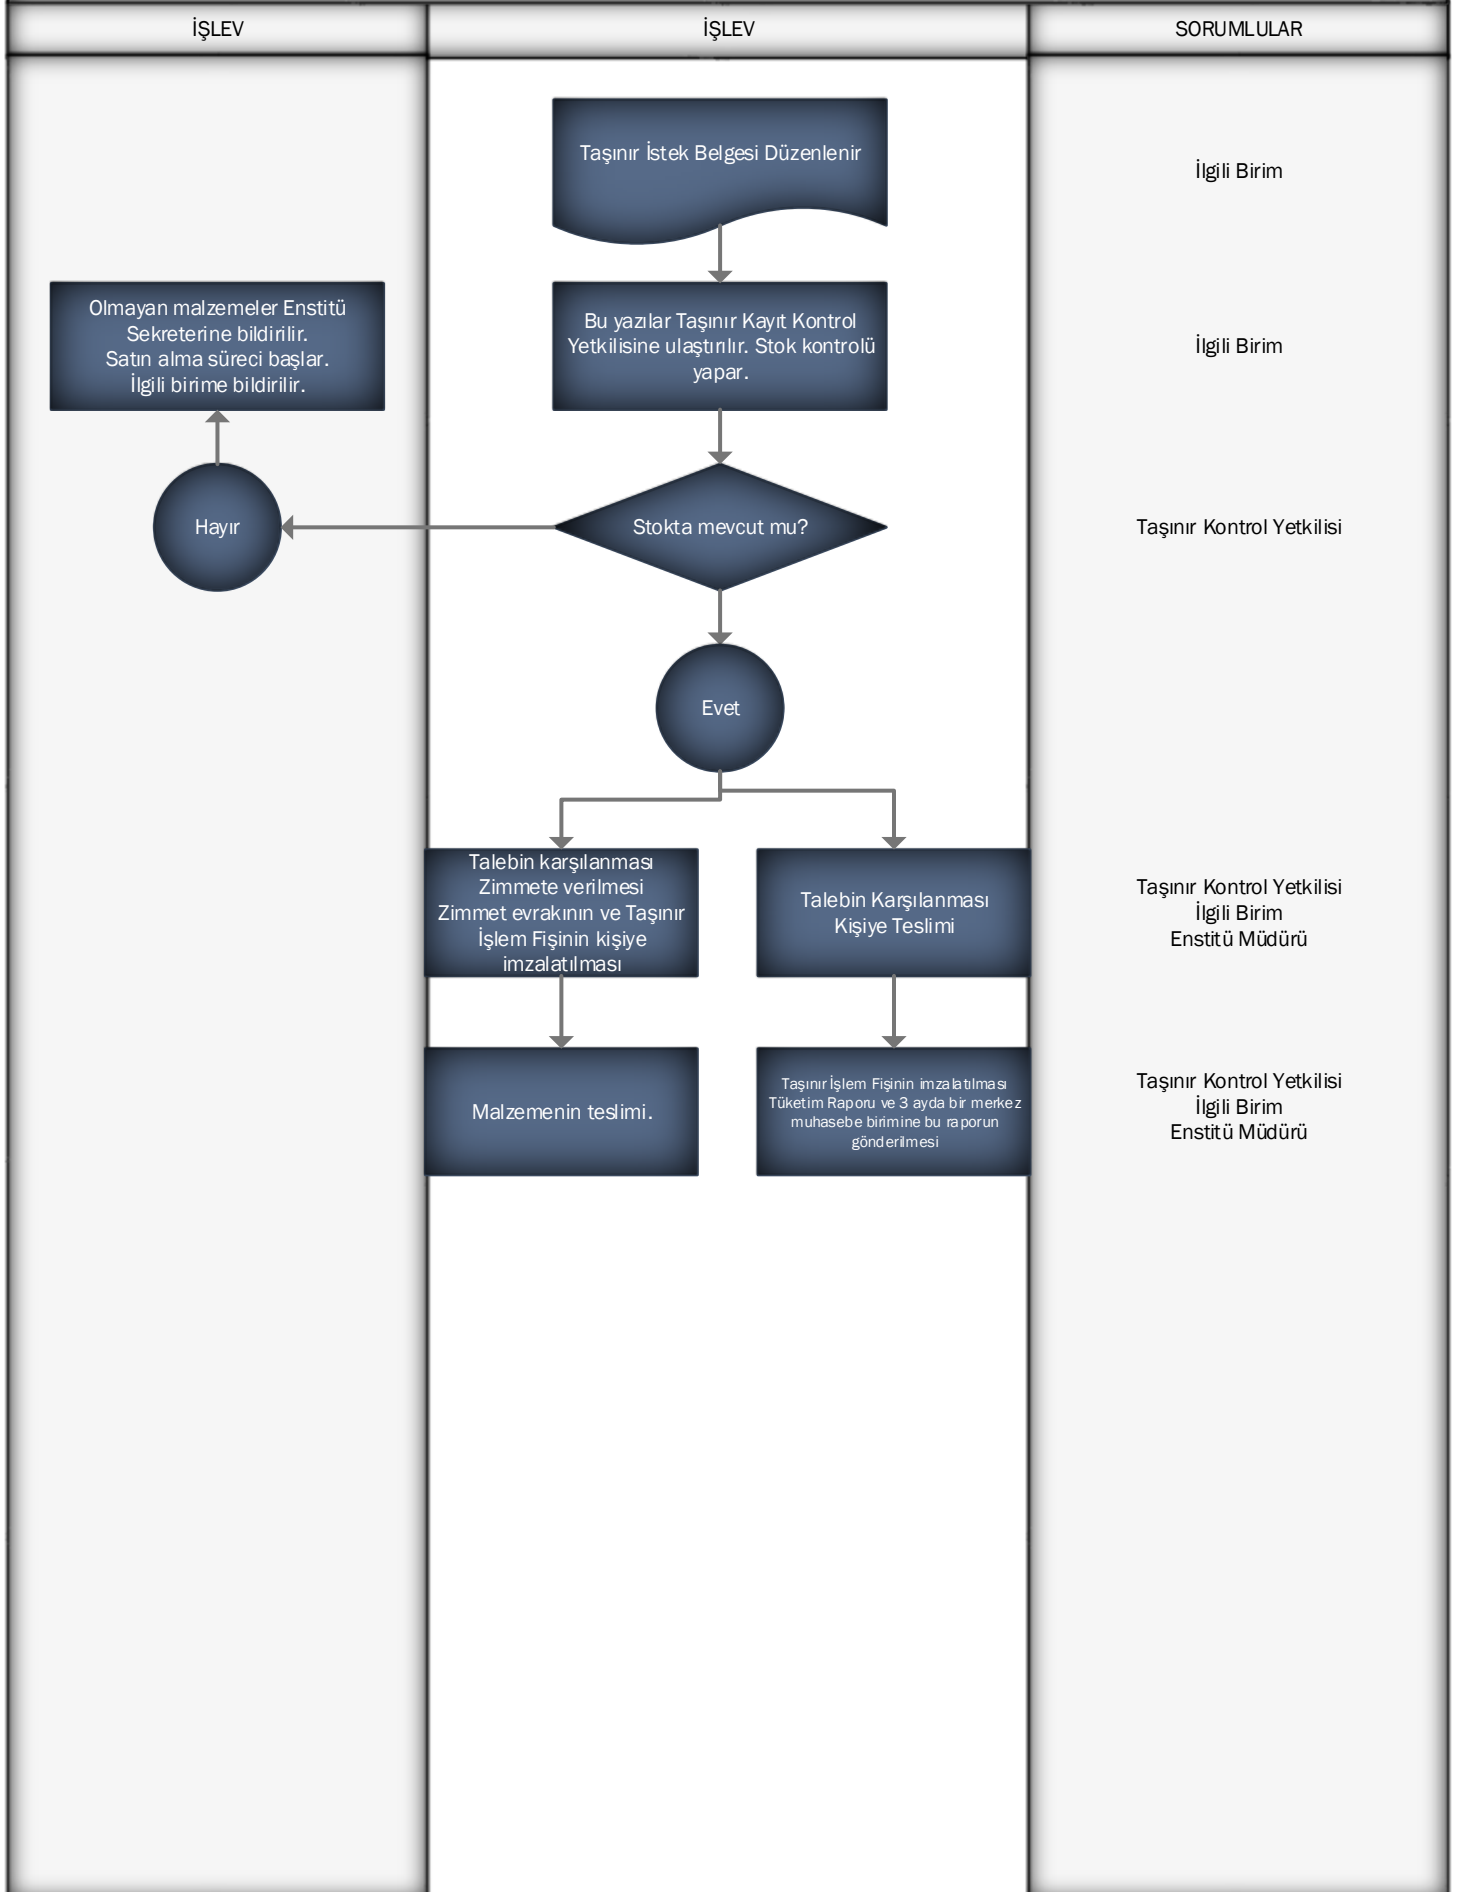 İŞLEV
İŞLEV
SORUMLULAR
Taşınır İstek Belgesi Düzenlenir
İlgili Birim
Olmayan malzemeler Enstitü
Sekreterine bildirilir.
Satın alma süreci başlar.
İlgili birime bildirilir.
Bu yazılar Taşınır Kayıt Kontrol
Yetkilisine ulaştırılır. Stok kontrolü
yapar.
İlgili Birim
Hayır
Stokta mevcut mu?
Taşınır Kontrol Yetkilisi
Evet
Talebin karşılanması
Zimmete verilmesi
Zimmet evrakının ve Taşınır
İşlem Fişinin kişiye
imzalatılması
Talebin Karşılanması
Kişiye Teslimi
Taşınır Kontrol Yetkilisi
İlgili Birim
Enstitü Müdürü
Malzemenin teslimi.
Taşınır İşlem Fişinin imzalatılması
Tüketim Raporu ve 3 ayda bir merkez
muhasebe birimine bu raporun
gönderilmesi
Taşınır Kontrol Yetkilisi
İlgili Birim
Enstitü Müdürü